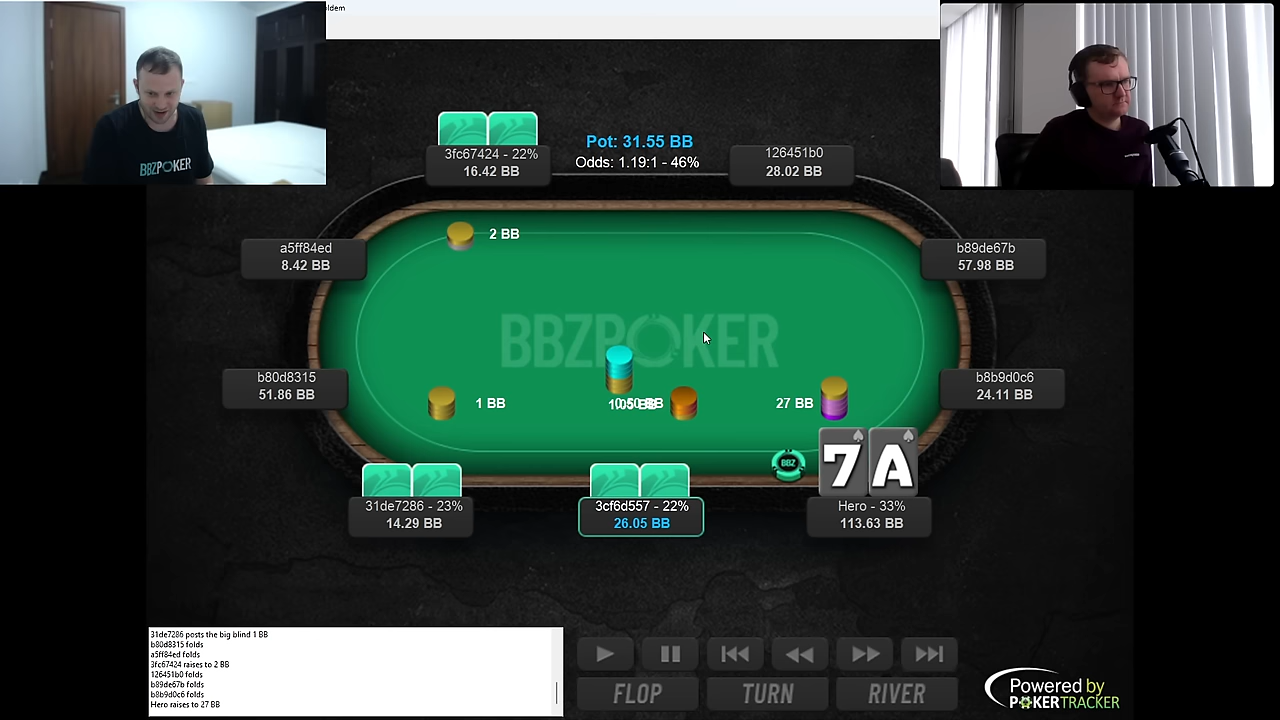 ldem
BBZPOKER
3fc67424 - 22%
16.42 BB
Pot: 31.55 BB
Odds: 1.19:1 - 46%
126451b0
28.02 BB
a5ff84ed
8.42 BB
2 BB
b89de67b
57.98 BB
BBZPOKER
b80d8315
51.86 BB
1 BB
27 BB
b8b9d0c6
24.11 BB
BBZ
7 A
31de7286 - 23%
14.29 BB
3cf6d557 - 22%
26.05 BB
Hero - 33%
113.63 BB
31de7286 posts the big blind 1 BB
b80d8315 folds
a5ff84ed folds
3fc67424 raises to 2 BB
126451b0 folds
b89de67b folds
b8b9d0c6 folds
Hero raises to 27 BB
FLOP TURN RIVER
Powered by
POKERTRACKER